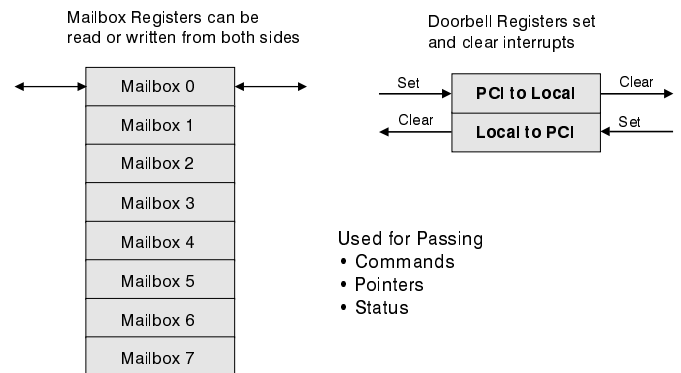 Mailbox Registers can be
read or written from both sides
Mailbox 0
Mailbox 1
Mailbox 2
Mailbox 3
Mailbox 4
Mailbox 5
Mailbox 6
Mailbox 7
Doorbell Registers set
and clear interrupts
Set
PCI to Local
Clear
Clear
Local to PCI
Set
Used for Passing
• Commands
• Pointers
• Status